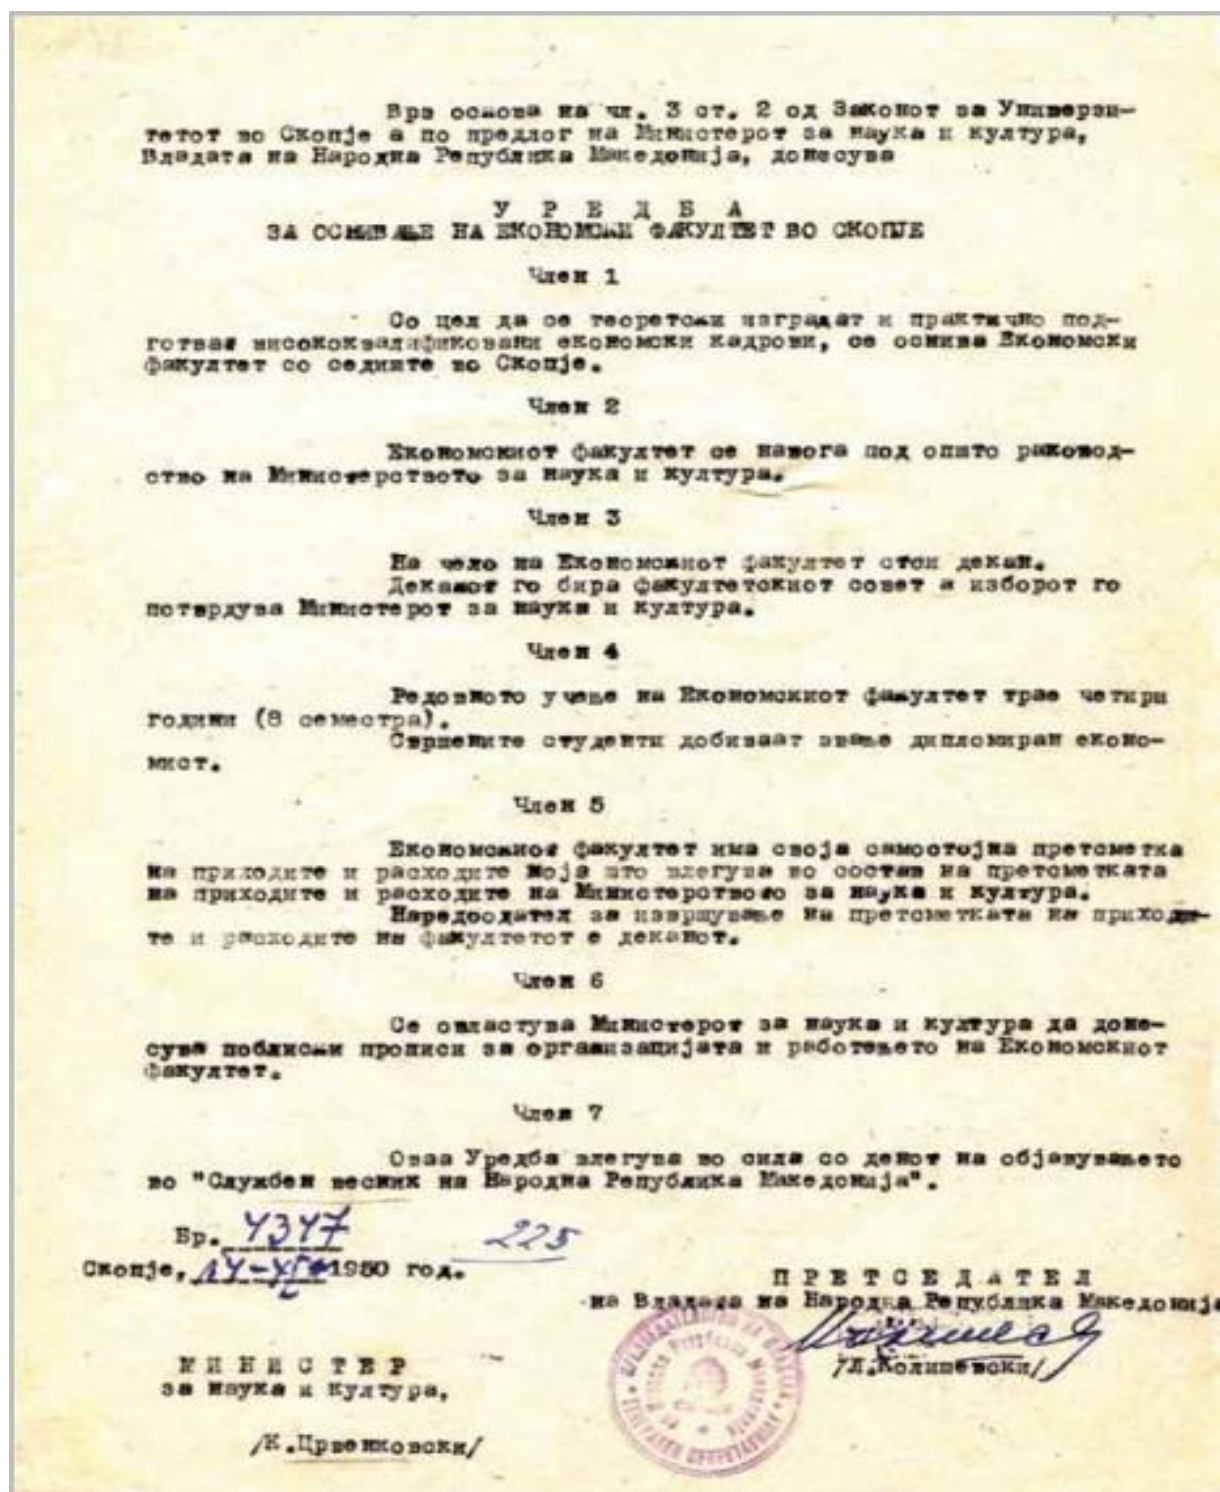 Врз основа на чл. 3 ст. 2 од Законот за Универзи-
тетот во Скопје а по предлог на Министерот за наука и култура,
Владата на Народна Република Македонија, донесува
У Р Е Д Б А
ЗА ОСНИВАЊЕ НА ЕКОНОМСКИ ФАКУЛТЕТ ВО СКОПЈЕ
Член 1
Со цел да се теоретски изградат и практично под-
готват висококвалификовани економски кадрови, се оснива Економски
факултет со седиште во Скопје.
Член 2
Економскиот факултет се наоѓа под општо раковод-
ство на Министерството за наука и култура.
Член 3
На чело на Економскиот факултет стои декан.
Деканот го бира факултетскиот совет а изборот го
потврдува Министерот за наука и култура.
Член 4
Редовното учење на Економскиот факултет трае четири
години (8 семестра).
Свршените студенти добиваат звање дипломиран еконо-
мист.
Член 5
Економскиот факултет има своја самостојна претсметка
на приходите и расходите која што влегува во состав на претсметката
на приходите и расходите на Министерството за наука и култура.
Наредодател за извршување на претсметката на приходи-
те и расходите на факултетот е деканот.
Член 6
Се овластува Министерот за наука и култура да доне-
сува поблиски прописи за организацијата и работењето на Економскиот
факултет.
Член 7
Оваа Уредба влегува во сила со денот на објавувањето
во "Службен весник на Народна Република Македонија".
Бр. 4347 225
Скопје, 1950 год.
П Р Е Т С Е Д А Т Е Л
на Владата на Народна Република Македонија
/Л.Колишевски/
М И Н И С Т Е Р
за наука и култура,
/К.Црвенковски/